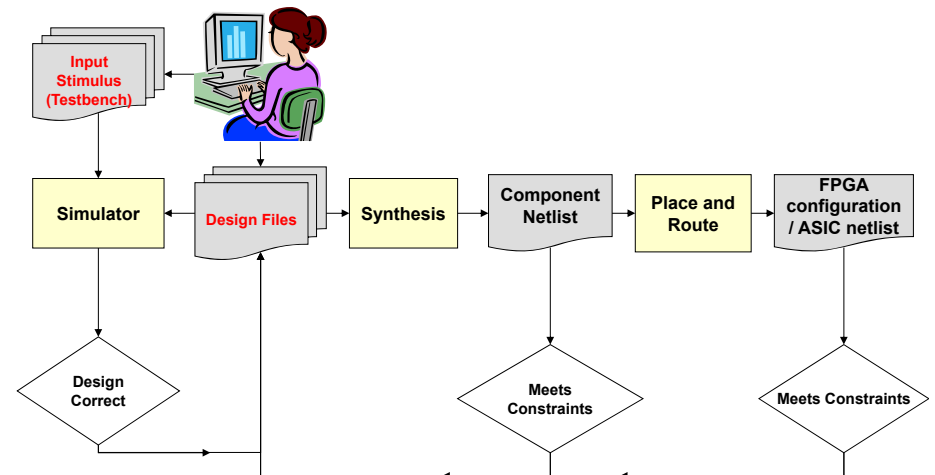 Input
Stimulus
(Testbench)
Simulator
Design Files
Synthesis
Component
Netlist
Place and
Route
FPGA
configuration
/ ASIC netlist
Design
Correct
Meets
Constraints
Meets Constraints